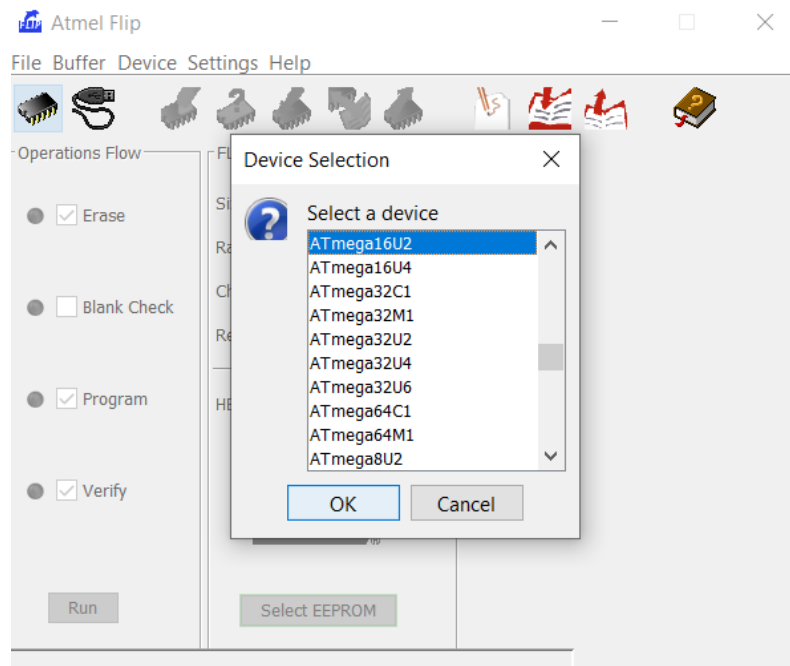 Atmel Flip
File Buffer Device Settings Help
Operations Flow
Erase
Blank Check
Program
Verify
Run
Device Selection
Select a device
ATmega16U2
ATmega16U4
ATmega32C1
ATmega32M1
ATmega32U2
ATmega32U4
ATmega32U6
ATmega64C1
ATmega64M1
ATmega8U2
OK Cancel
Select EEPROM